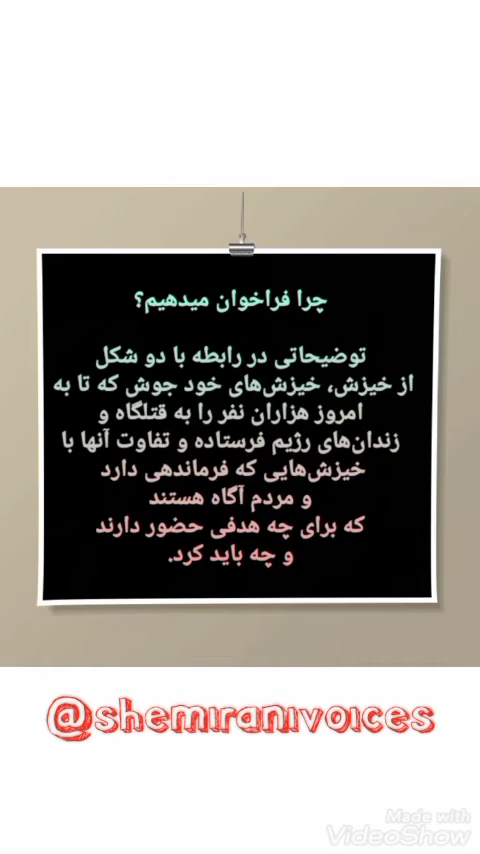 چرا فراخوان میدهیم؟
توضیحاتی در رابطه با دو شکل
از خیزش، خیزش‌های خود جوش که تا به
امروز هزاران نفر را به قتلگاه و
زندان‌های رژیم فرستاده و تفاوت آنها با
خیزش‌هایی که فرماندهی دارد
و مردم آگاه هستند
که برای چه هدفی حضور دارند
و چه باید کرد.
@shemiranivoices
Made with
VideoShow